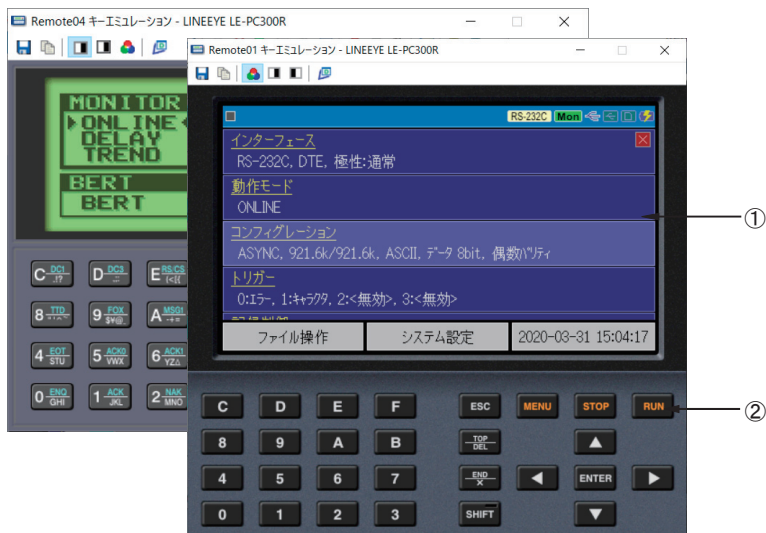 Remote04 キーエミュレーション - LINEEYE LE-PC300R
Remote01 キーエミュレーション - LINEEYE LE-PC300R
MONITOR
ONLINE
DELAY
TREND
BERT
BERT
RS-232C Mon
インターフェース
RS-232C, DTE, 極性:通常
動作モード
ONLINE
コンフィグレーション
ASYNC, 921.6k/921.6k, ASCII, データ 8bit, 偶数パリティ
トリガー
0:エラー, 1:キャラクタ, 2:<無効>, 3:<無効>
ファイル操作 システム設定 2020-03-31 15:04:17
①
②
C DC1 .!? D DC3 E RS/CS
8 TTD 9 FOX $¥@ A MSG1
4 EOT STU 5 ACK0 VWX 6 ACK1 YZ△
0 ENQ GHI 1 ACK JKL 2 NAK MNO
C D E F ESC MENU STOP RUN
8 9 A B TOP DEL
4 5 6 7 END × ENTER
0 1 2 3 SHIFT